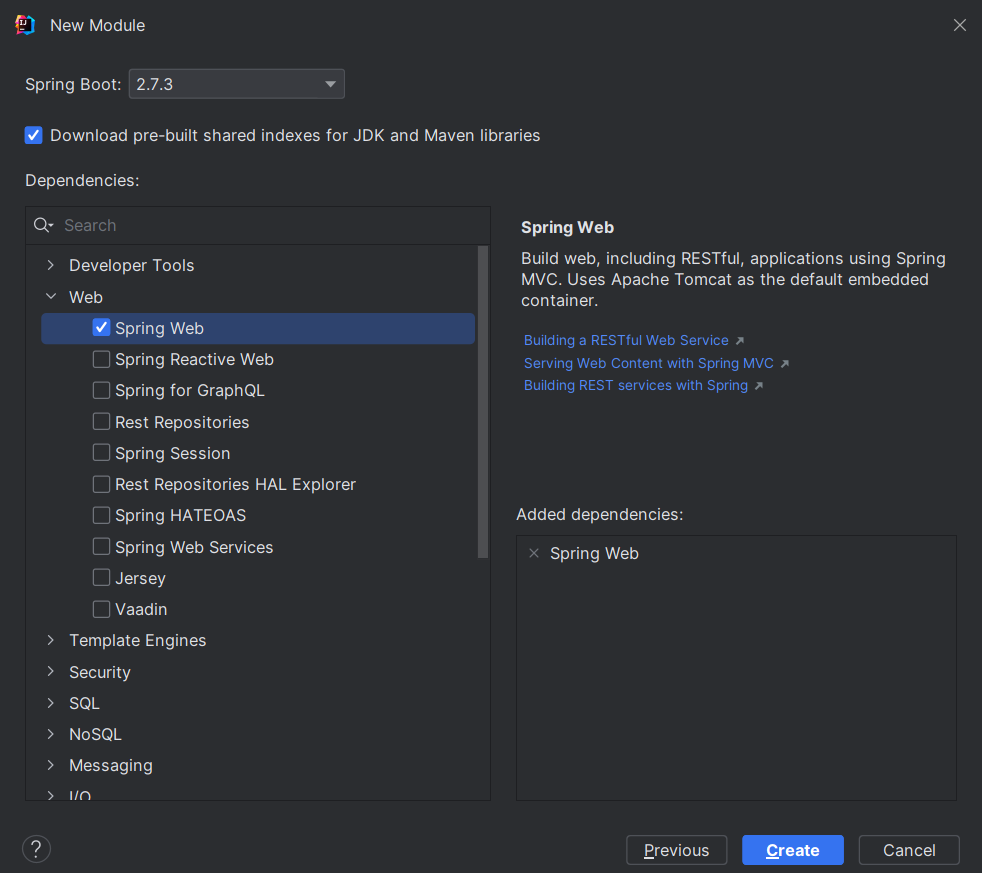 New Module
Spring Boot: 2.7.3
Download pre-built shared indexes for JDK and Maven libraries
Dependencies:
Search
Developer Tools
Web
Spring Web
Spring Reactive Web
Spring for GraphQL
Rest Repositories
Spring Session
Rest Repositories HAL Explorer
Spring HATEOAS
Spring Web Services
Jersey
Vaadin
Template Engines
Security
SQL
NoSQL
Messaging
I/O
Spring Web
Build web, including RESTful, applications using Spring
MVC. Uses Apache Tomcat as the default embedded
container.
Building a RESTful Web Service
Serving Web Content with Spring MVC
Building REST services with Spring
Added dependencies:
Spring Web
?
Previous
Create
Cancel